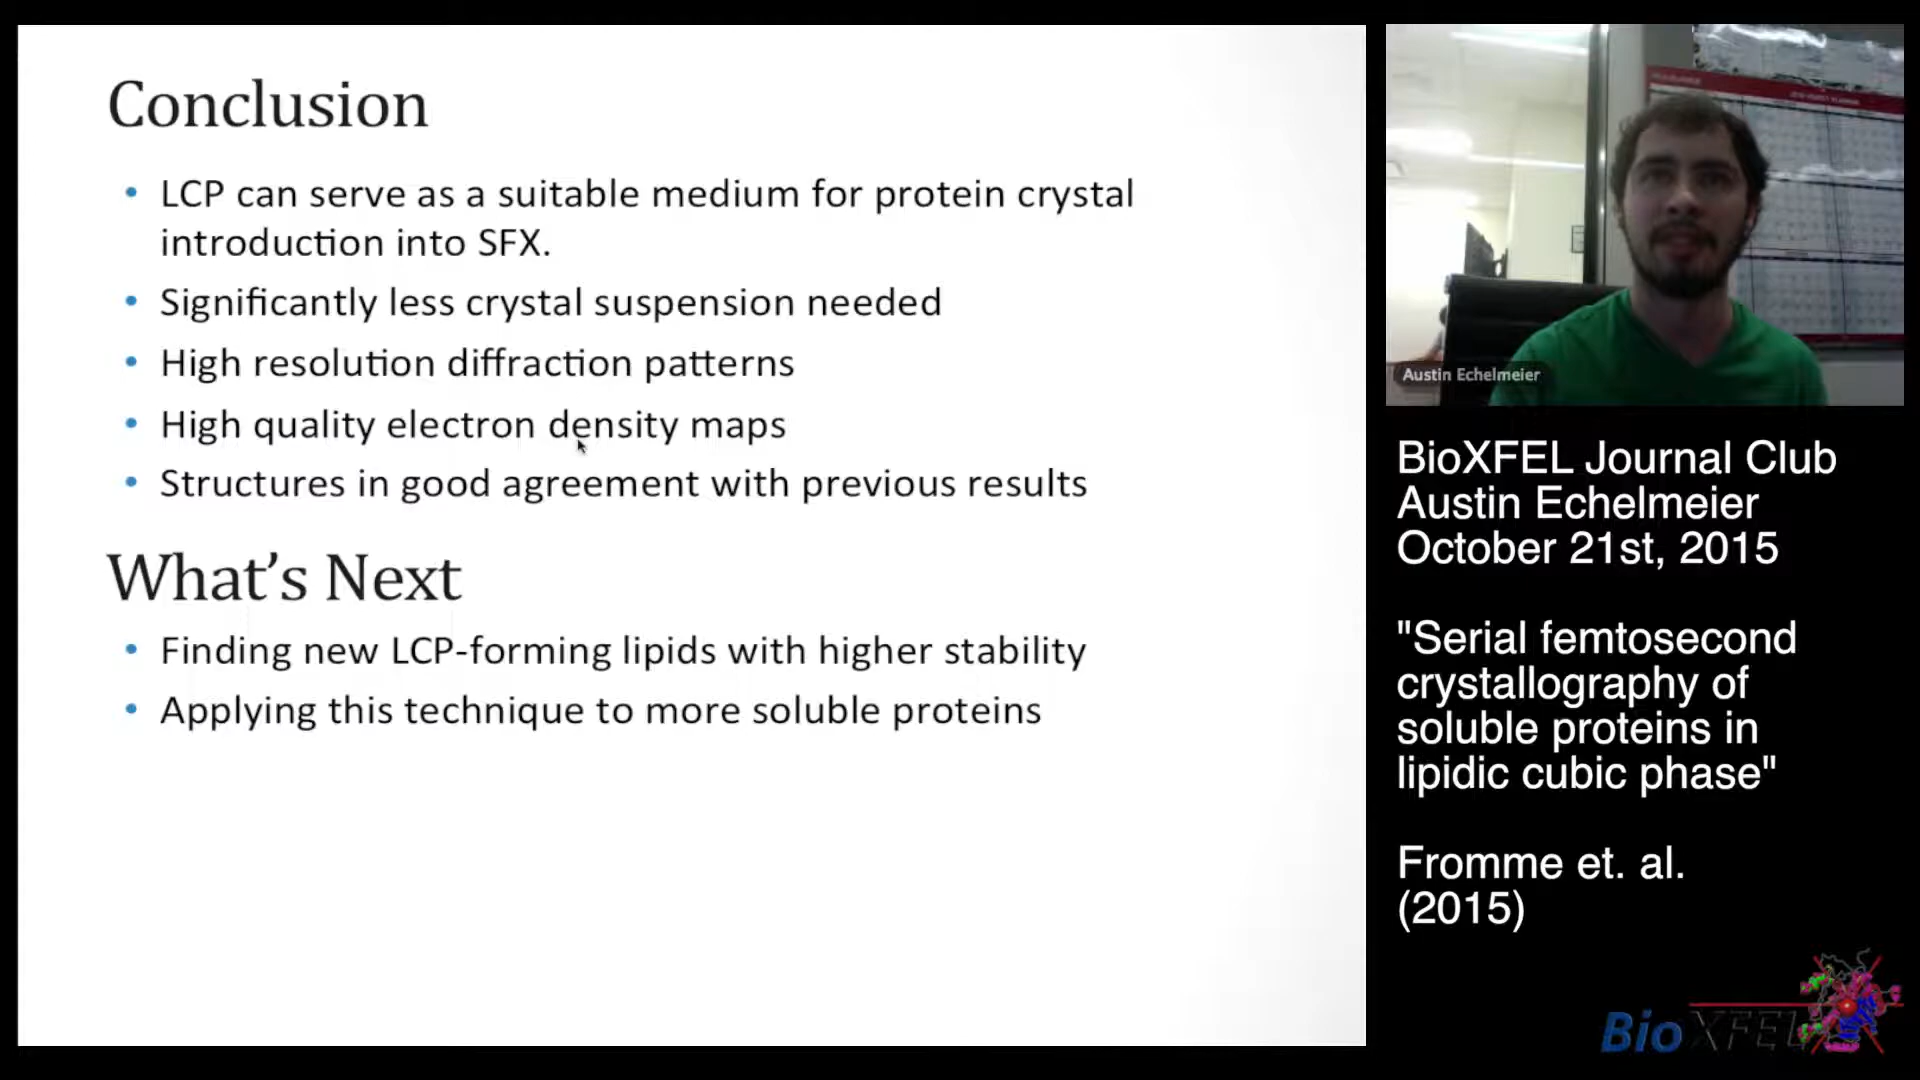 Conclusion
• LCP can serve as a suitable medium for protein crystal
introduction into SFX.
• Significantly less crystal suspension needed
• High resolution diffraction patterns
• High quality electron density maps
• Structures in good agreement with previous results
What's Next
• Finding new LCP-forming lipids with higher stability
• Applying this technique to more soluble proteins
Austin Echelmeier
BioXFEL Journal Club
Austin Echelmeier
October 21st, 2015
"Serial femtosecond
crystallography of
soluble proteins in
lipidic cubic phase"
Fromme et. al.
(2015)
BioXFEL